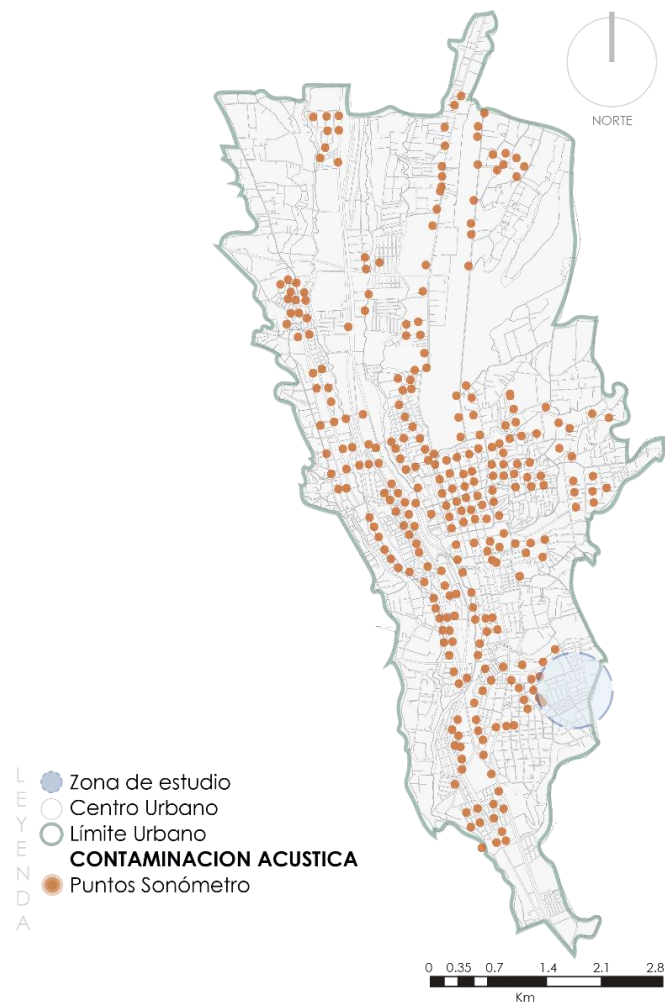 NORTE
LEYENDA
Zona de estudio
Centro Urbano
Límite Urbano
CONTAMINACION ACUSTICA
Puntos Sonómetro
0 0.35 0.7 1.4 2.1 2.8
Km